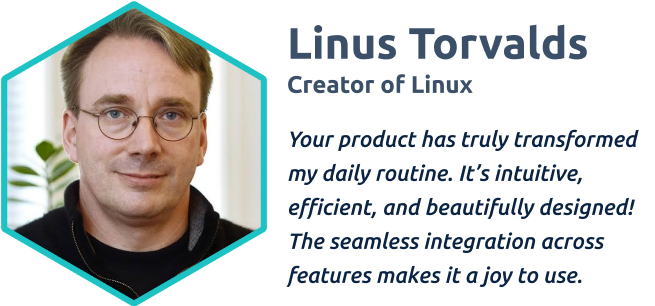 Linus Torvalds
Creator of Linux
Your product has truly transformed
my daily routine. It’s intuitive,
efficient, and beautifully designed!
The seamless integration across
features makes it a joy to use.